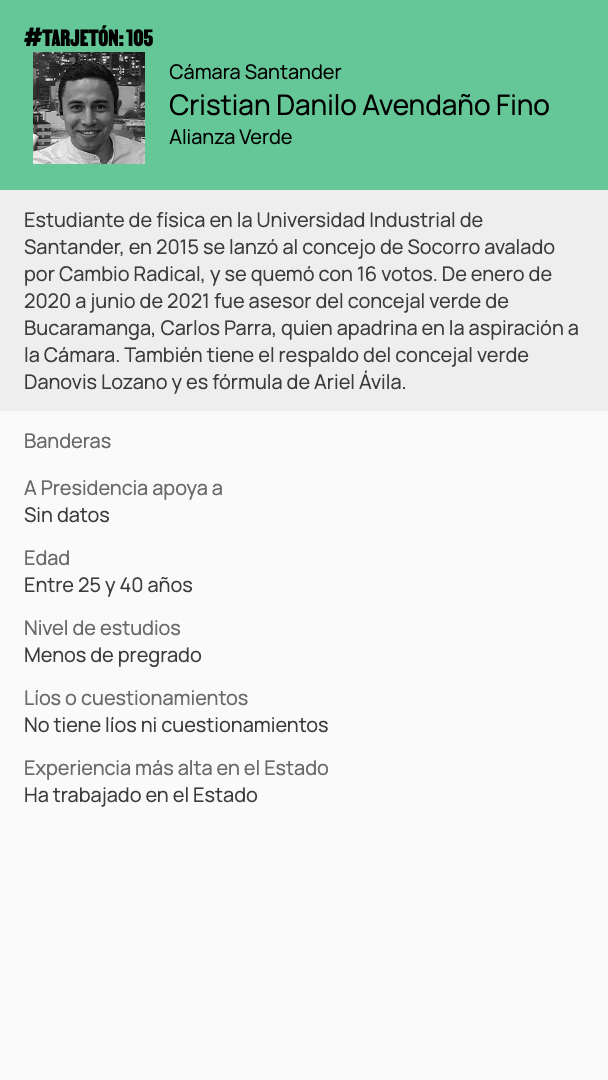 #TARJETÓN: 105
Cámara Santander
Cristian Danilo Avendaño Fino
Alianza Verde
Estudiante de física en la Universidad Industrial de
Santander, en 2015 se lanzó al concejo de Socorro avalado
por Cambio Radical, y se quemó con 16 votos. De enero de
2020 a junio de 2021 fue asesor del concejal verde de
Bucaramanga, Carlos Parra, quien apadrina en la aspiración a
la Cámara. También tiene el respaldo del concejal verde
Danovis Lozano y es fórmula de Ariel Ávila.
Banderas
A Presidencia apoya a
Sin datos
Edad
Entre 25 y 40 años
Nivel de estudios
Menos de pregrado
Líos o cuestionamientos
No tiene líos ni cuestionamientos
Experiencia más alta en el Estado
Ha trabajado en el Estado